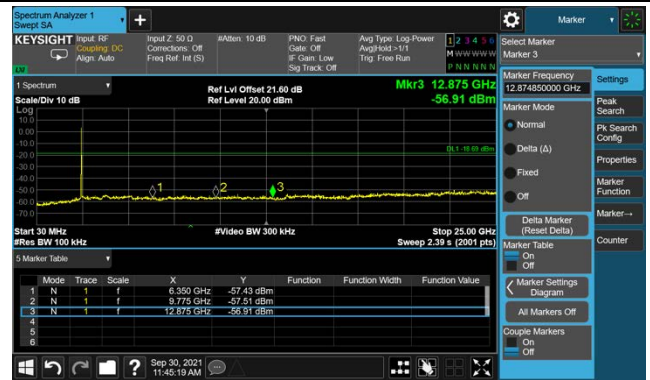 Spectrum Analyzer 1
Swept SA
Marker
KEYSIGHT
Input: RF
Coupling: DC
Align: Auto
Input Z: 50 Ω
Corrections: Off
Freq Ref: Int (S)
#Atten: 10 dB
PNO: Fast
Gate: Off
IF Gain: Low
Sig Track: Off
Avg Type: Log-Power
Avg|Hold:>1/1
Trig: Free Run
1 2 3 4 5 6
M W W W W W
P N N N N N
LXI
Select Marker
Marker 3
1 Spectrum
Scale/Div 10 dB
Ref Lvl Offset 21.60 dB
Ref Level 20.00 dBm
Mkr3 12.875 GHz
-56.91 dBm
Log
10.0
0.00
-10.0
-20.0
-30.0
-40.0
-50.0
-60.0
-70.0
DL1 -18.69 dBm
1
2
3
Start 30 MHz
#Res BW 100 kHz
#Video BW 300 kHz
Stop 25.00 GHz
Sweep 2.39 s (2001 pts)
5 Marker Table
Mode Trace Scale X Y Function Function Width Function Value
1 N 1 f 6.350 GHz -57.43 dBm
2 N 1 f 9.775 GHz -57.51 dBm
3 N 1 f 12.875 GHz -56.91 dBm
4
5
6
Marker Frequency
12.874850000 GHz
Marker Mode
Normal
Delta (Δ)
Fixed
Off
Delta Marker
(Reset Delta)
Marker Table
On
Off
Marker Settings
Diagram
All Markers Off
Couple Markers
On
Off
Settings
Peak
Search
Pk Search
Config
Properties
Marker
Function
Marker→
Counter
?
Sep 30, 2021
11:45:19 AM